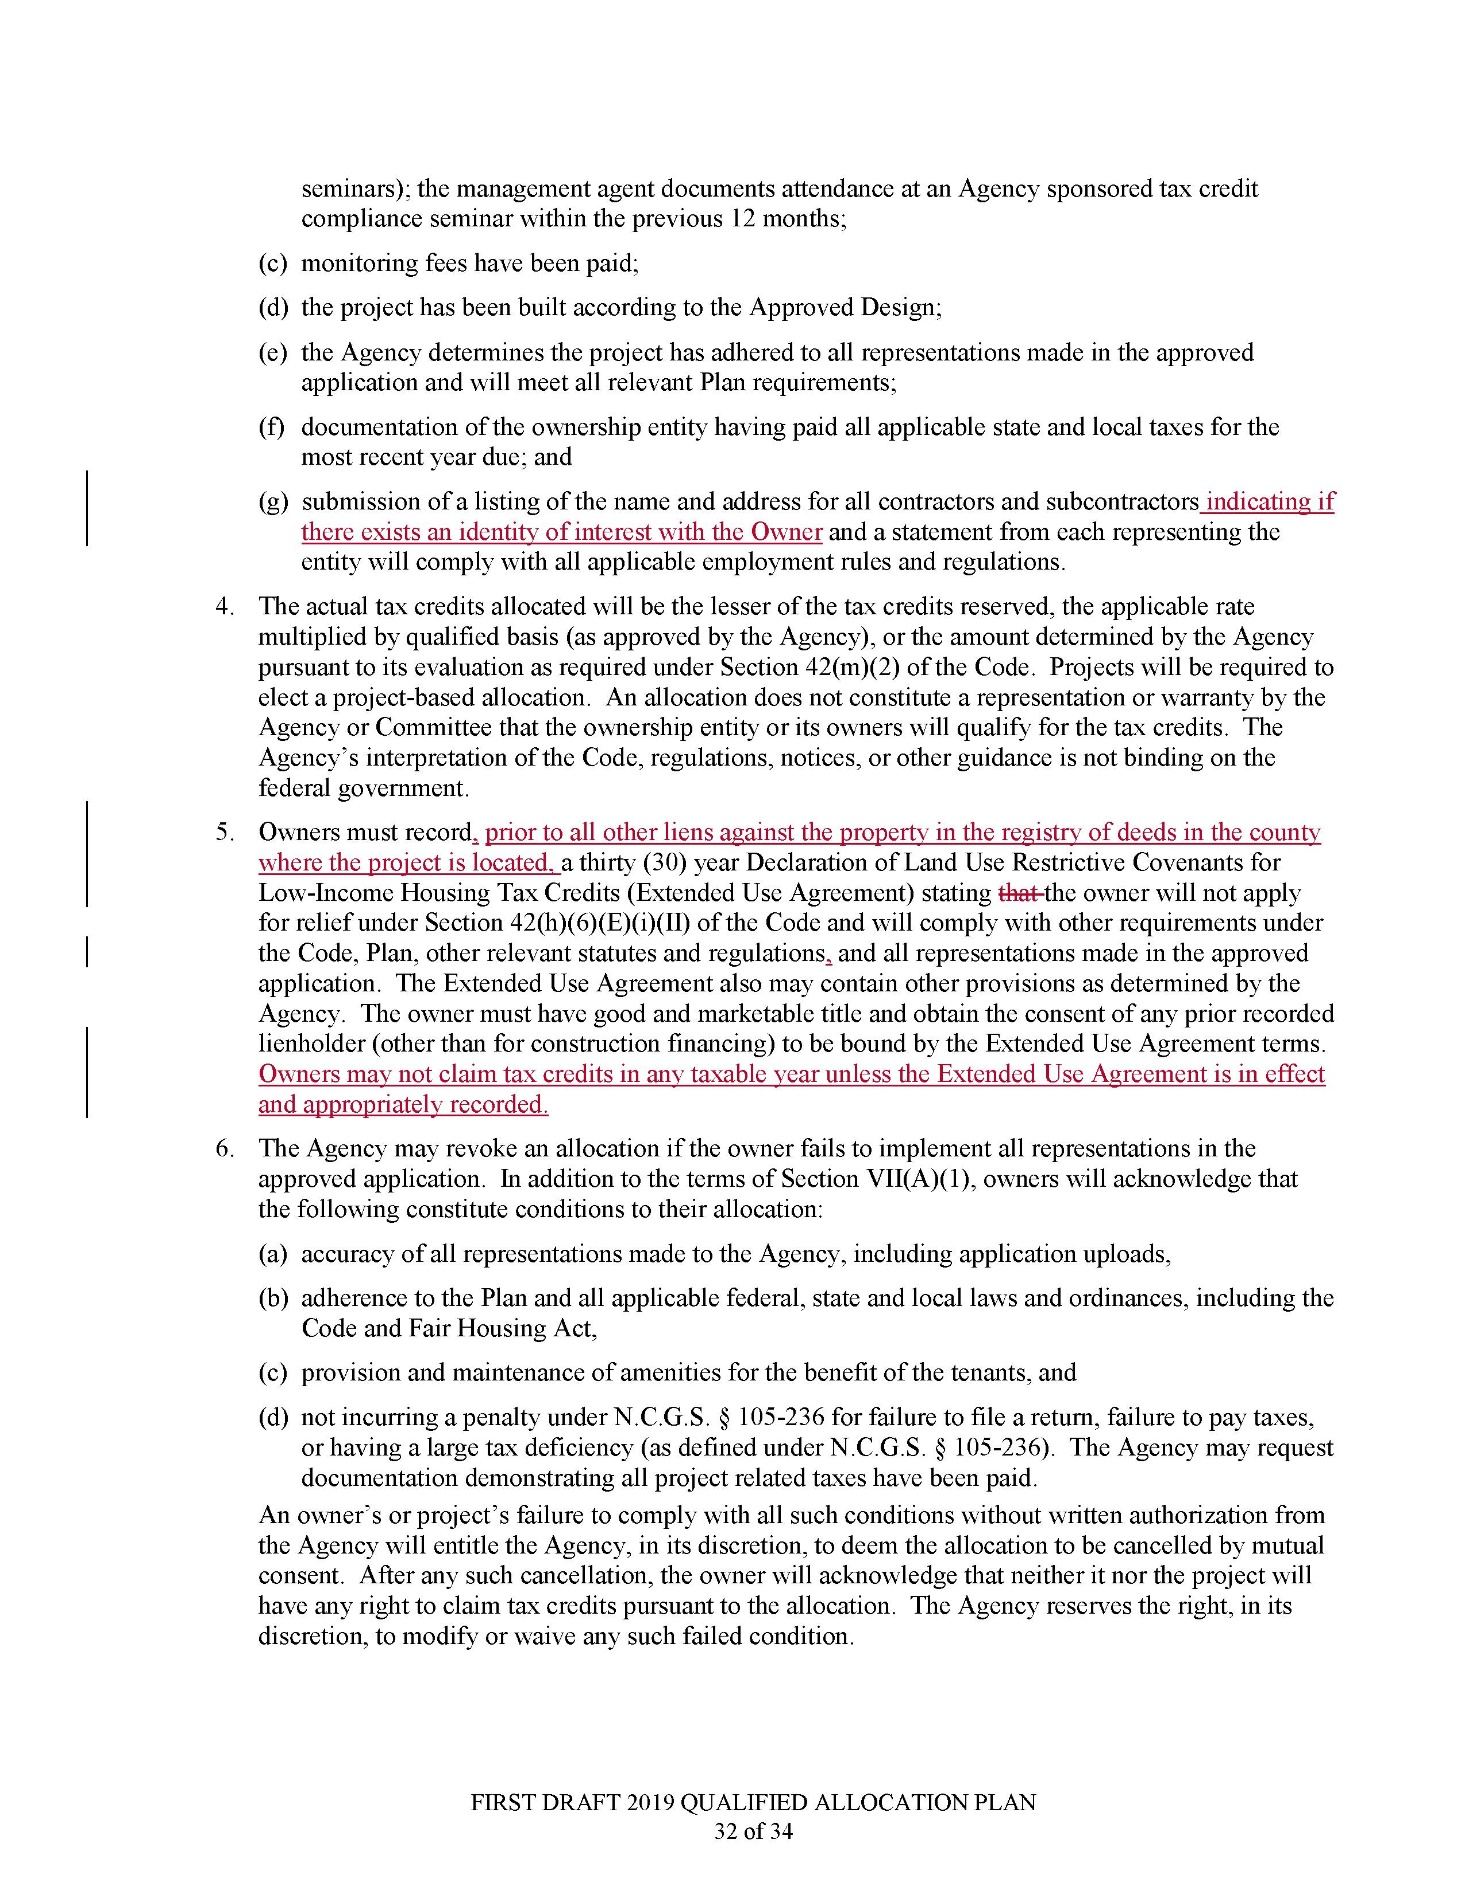 seminars); the management agent documents attendance at an Agency sponsored tax credit
compliance seminar within the previous 12 months;
(c) monitoring fees have been paid;
(d) the project has been built according to the Approved Design;
(e) the Agency determines the project has adhered to all representations made in the approved
application and will meet all relevant Plan requirements;
(f) documentation of the ownership entity having paid all applicable state and local taxes for the
most recent year due; and
(g) submission of a listing of the name and address for all contractors and subcontractors indicating if
there exists an identity of interest with the Owner and a statement from each representing the
entity will comply with all applicable employment rules and regulations.
4. The actual tax credits allocated will be the lesser of the tax credits reserved, the applicable rate
multiplied by qualified basis (as approved by the Agency), or the amount determined by the Agency
pursuant to its evaluation as required under Section 42(m)(2) of the Code. Projects will be required to
elect a project-based allocation. An allocation does not constitute a representation or warranty by the
Agency or Committee that the ownership entity or its owners will qualify for the tax credits. The
Agency’s interpretation of the Code, regulations, notices, or other guidance is not binding on the
federal government.
5. Owners must record, prior to all other liens against the property in the registry of deeds in the county
where the project is located, a thirty (30) year Declaration of Land Use Restrictive Covenants for
Low-Income Housing Tax Credits (Extended Use Agreement) stating that the owner will not apply
for relief under Section 42(h)(6)(E)(i)(II) of the Code and will comply with other requirements under
the Code, Plan, other relevant statutes and regulations, and all representations made in the approved
application. The Extended Use Agreement also may contain other provisions as determined by the
Agency. The owner must have good and marketable title and obtain the consent of any prior recorded
lienholder (other than for construction financing) to be bound by the Extended Use Agreement terms.
Owners may not claim tax credits in any taxable year unless the Extended Use Agreement is in effect
and appropriately recorded.
6. The Agency may revoke an allocation if the owner fails to implement all representations in the
approved application. In addition to the terms of Section VII(A)(1), owners will acknowledge that
the following constitute conditions to their allocation:
(a) accuracy of all representations made to the Agency, including application uploads,
(b) adherence to the Plan and all applicable federal, state and local laws and ordinances, including the
Code and Fair Housing Act,
(c) provision and maintenance of amenities for the benefit of the tenants, and
(d) not incurring a penalty under N.C.G.S. § 105-236 for failure to file a return, failure to pay taxes,
or having a large tax deficiency (as defined under N.C.G.S. § 105-236). The Agency may request
documentation demonstrating all project related taxes have been paid.
An owner’s or project’s failure to comply with all such conditions without written authorization from
the Agency will entitle the Agency, in its discretion, to deem the allocation to be cancelled by mutual
consent. After any such cancellation, the owner will acknowledge that neither it nor the project will
have any right to claim tax credits pursuant to the allocation. The Agency reserves the right, in its
discretion, to modify or waive any such failed condition.
FIRST DRAFT 2019 QUALIFIED ALLOCATION PLAN
32 of 34